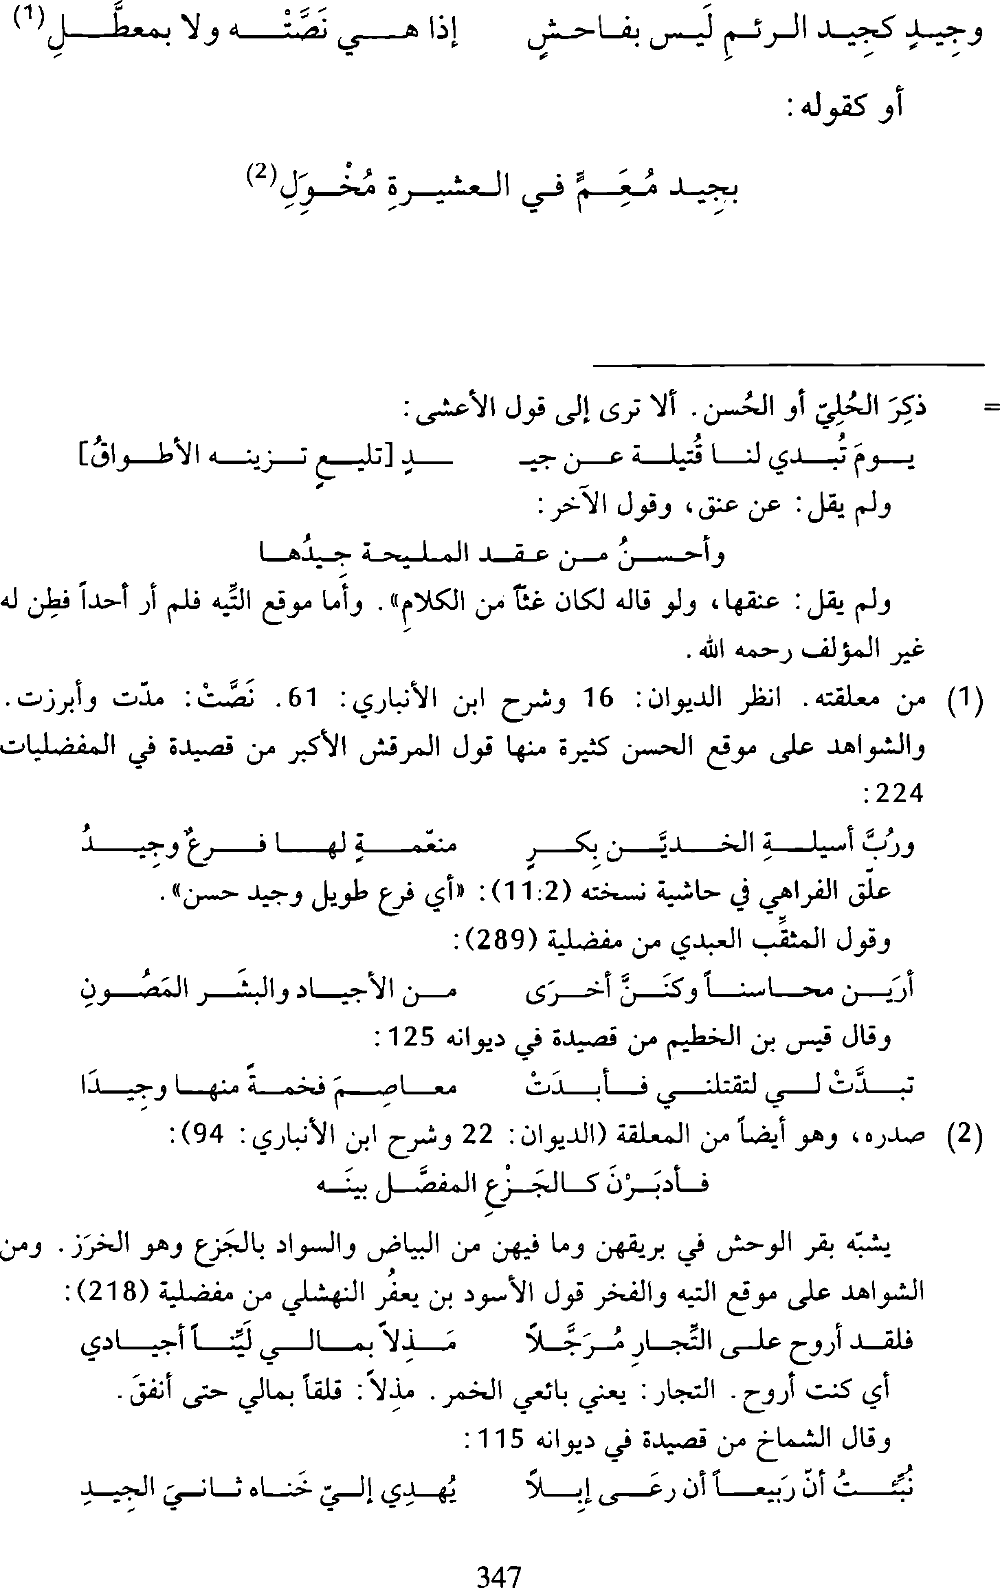 وجِيدٍ كجِيد الرئمِ لَيس بفاحشٍ إذا هي نَصَّتْه ولا بمعطَّلِ(1)
أو كقوله:
بجِيد مُعَمٍّ في العشيرةِ مُخْوِلِ(2)
= ذكِرَ الحُلِيّ أو الحُسن. ألا ترى إلى قول الأعشى:
يومَ تُبدي لنا قُتيلة عن جيـ ـدٍ [تليعٍ تزينه الأطواقُ]
ولم يقل: عن عنق، وقول الآخر:
وأحسنُ من عقد المليحة جِيدُها
ولم يقل: عنقها، ولو قاله لكان غثّاً من الكلام». وأما موقع التِّيه فلم أر أحداً فطِن له
غير المؤلف رحمه الله.
(1) من معلقته. انظر الديوان: 16 وشرح ابن الأنباري: 61. نَصَّتْ: مدّت وأبرزت.
والشواهد على موقع الحسن كثيرة منها قول المرقش الأكبر من قصيدة في المفضليات
224:
وربَّ أسيلةِ الخديَّن بِكرٍ منعّمةٍ لها فرعٌ وجِيدُ
علّق الفراهي في حاشية نسخته (11:2): «أي فرع طويل وجيد حسن».
وقول المثقِّب العبدي من مفضلية (289):
أرَين محاسناً وكنَنَّ أخرَى من الأجياد والبشَر المَصُونِ
وقال قيس بن الخطيم من قصيدة في ديوانه 125:
تبدَّتْ لي لتقتلني فأبدَتْ معاصِمَ فخمةً منها وجِيدَا
(2) صدره، وهو أيضاً من المعلقة (الديوان: 22 وشرح ابن الأنباري: 94):
فأدبَرْنَ كالجَزْعِ المفصَّل بينَه
يشبّه بقر الوحش في بريقهن وما فيهن من البياض والسواد بالجَزع وهو الخرَز. ومن
الشواهد على موقع التيه والفخر قول الأسود بن يعفُر النهشلي من مفضلية (218):
فلقد أروح على التِّجارِ مُرَجَّلاً مَذِلاً بمالي لَيِّناً أجيادي
أي كنت أروح. التجار: يعني بائعي الخمر. مذِلاً: قلقاً بمالي حتى أنفقَ.
وقال الشماخ من قصيدة في ديوانه 115:
نُبِّئتُ أنّ رَبيعاً أن رعَى إبِلاً يُهدِي إليّ خَناه ثانيَ الجِيدِ
347